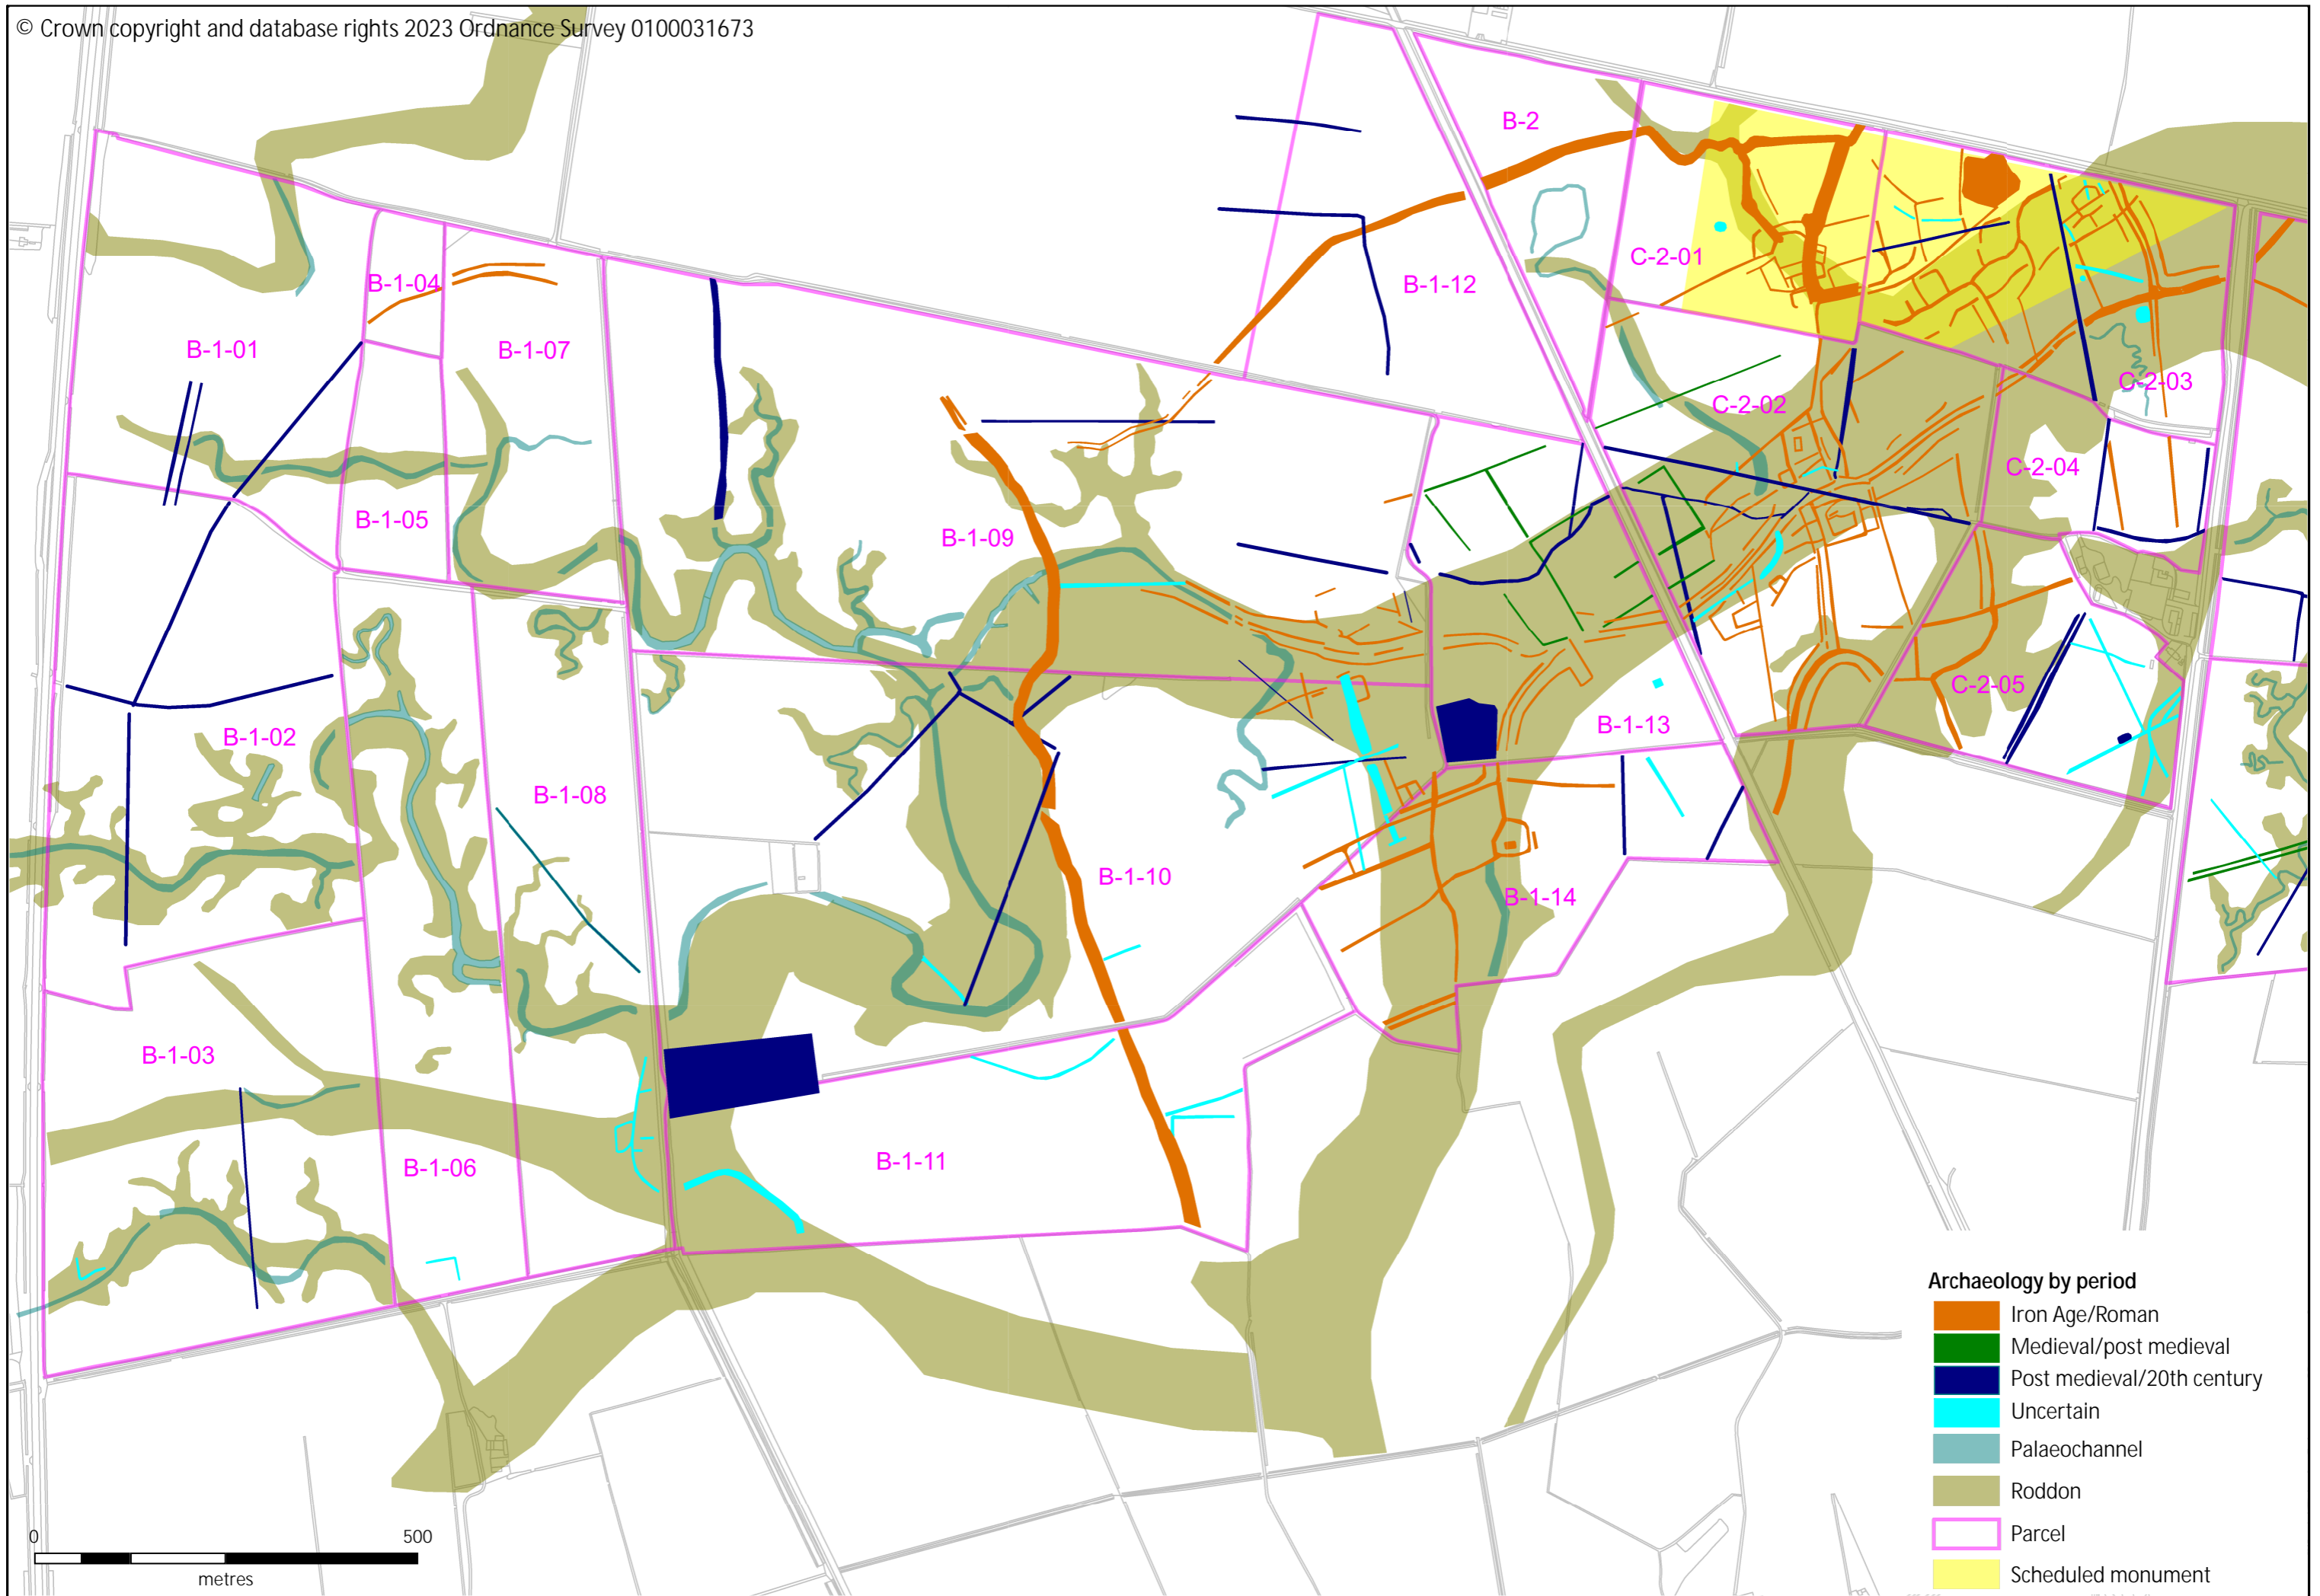 © Crown copyright and database rights 2023 Ordnance Survey 0100031673
B-2
C-2-01
B-1-04
B-1-12
B-1-01
B-1-07
C-2-03
C-2-02
C-2-04
B-1-05
B-1-09
C-2-05
B-1-13
B-1-02
B-1-08
B-1-10
B-1-14
B-1-03
B-1-11
B-1-06
Archaeology by period
Iron Age/Roman
Medieval/post medieval
Post medieval/20th century
Uncertain
Palaeochannel
Roddon
Parcel
Scheduled monument
0 500
metres